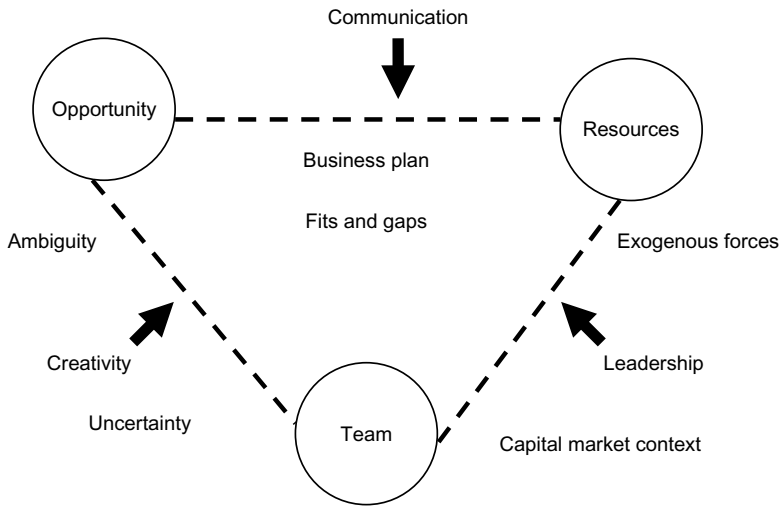 Communication
Opportunity
Resources
Business plan
Fits and gaps
Ambiguity
Exogenous forces
Creativity
Leadership
Uncertainty
Team
Capital market context